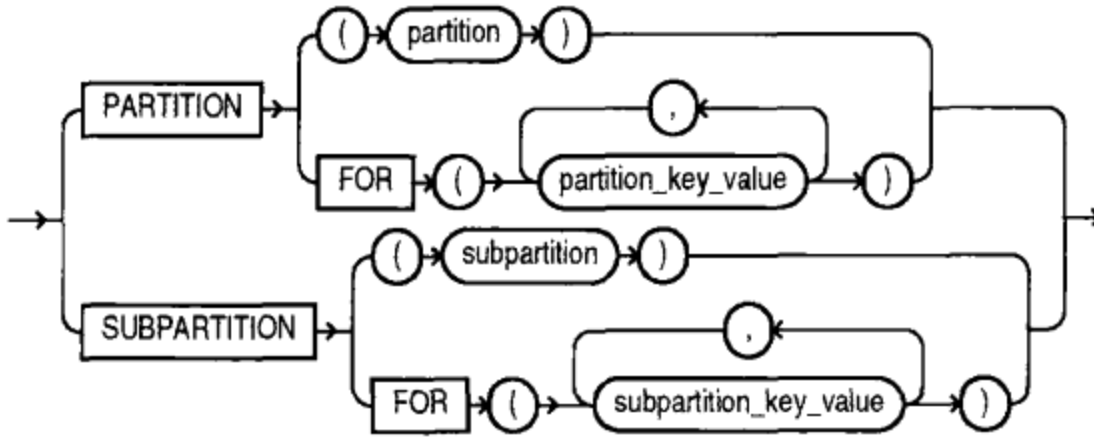 ( partition )
PARTITION
,
FOR ( partition_key_value )
( subpartition )
SUBPARTITION
,
FOR ( subpartition_key_value )